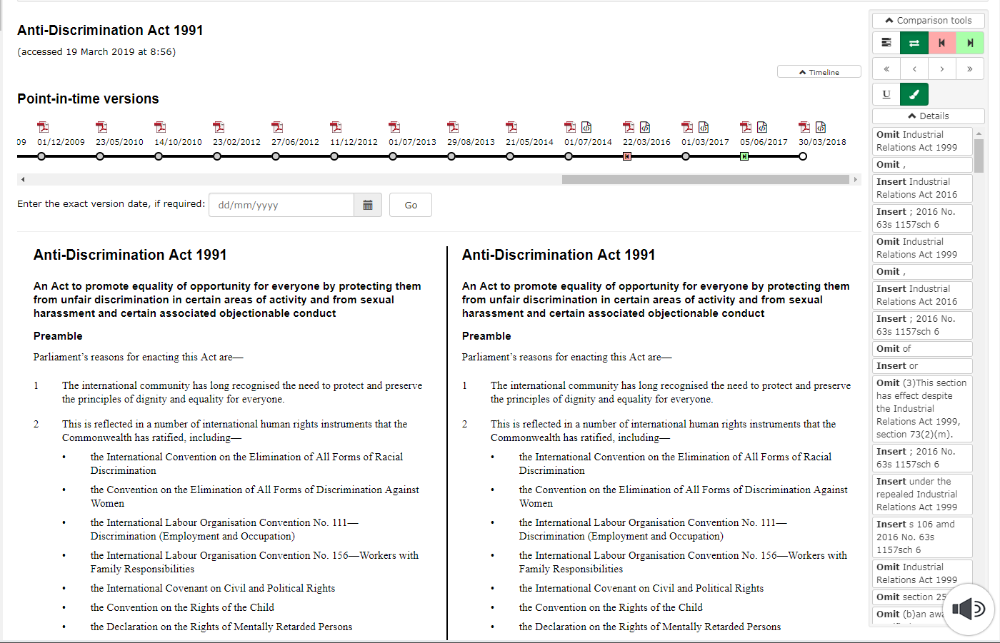 Anti-Discrimination Act 1991
(accessed 19 March 2019 at 8:56)
Timeline
Point-in-time versions
09 01/12/2009 23/05/2010 14/10/2010 23/02/2012 27/06/2012 11/12/2012 01/07/2013 29/08/2013 21/05/2014 01/07/2014 22/03/2016 01/03/2017 05/06/2017 30/03/2018
Enter the exact version date, if required: dd/mm/yyyy Go
Anti-Discrimination Act 1991
An Act to promote equality of opportunity for everyone by protecting them
from unfair discrimination in certain areas of activity and from sexual
harassment and certain associated objectionable conduct
Preamble
Parliament’s reasons for enacting this Act are—
1 The international community has long recognised the need to protect and preserve
the principles of dignity and equality for everyone.
2 This is reflected in a number of international human rights instruments that the
Commonwealth has ratified, including—
• the International Convention on the Elimination of All Forms of Racial
Discrimination
• the Convention on the Elimination of All Forms of Discrimination Against
Women
• the International Labour Organisation Convention No. 111—
Discrimination (Employment and Occupation)
• the International Labour Organisation Convention No. 156—Workers with
Family Responsibilities
• the International Covenant on Civil and Political Rights
• the Convention on the Rights of the Child
• the Declaration on the Rights of Mentally Retarded Persons
Anti-Discrimination Act 1991
An Act to promote equality of opportunity for everyone by protecting them
from unfair discrimination in certain areas of activity and from sexual
harassment and certain associated objectionable conduct
Preamble
Parliament’s reasons for enacting this Act are—
1 The international community has long recognised the need to protect and preserve
the principles of dignity and equality for everyone.
2 This is reflected in a number of international human rights instruments that the
Commonwealth has ratified, including—
• the International Convention on the Elimination of All Forms of Racial
Discrimination
• the Convention on the Elimination of All Forms of Discrimination Against
Women
• the International Labour Organisation Convention No. 111—
Discrimination (Employment and Occupation)
• the International Labour Organisation Convention No. 156—Workers with
Family Responsibilities
• the International Covenant on Civil and Political Rights
• the Convention on the Rights of the Child
• the Declaration on the Rights of Mentally Retarded Persons
Comparison tools
« ‹ › »
U
Details
Omit Industrial
Relations Act 1999
Omit ,
Insert Industrial
Relations Act 2016
Insert ; 2016 No.
63s 1157sch 6
Omit Industrial
Relations Act 1999
Omit ,
Insert Industrial
Relations Act 2016
Insert ; 2016 No.
63s 1157sch 6
Omit of
Insert or
Omit (3)This section
has effect despite
the Industrial
Relations Act 1999,
section 73(2)(m).
Insert ; 2016 No.
63s 1157sch 6
Insert under the
repealed Industrial
Relations Act 1999
Insert s 106 amd
2016 No. 63s
1157sch 6
Omit Industrial
Relations Act 1999
Omit section 25
Omit (b)an